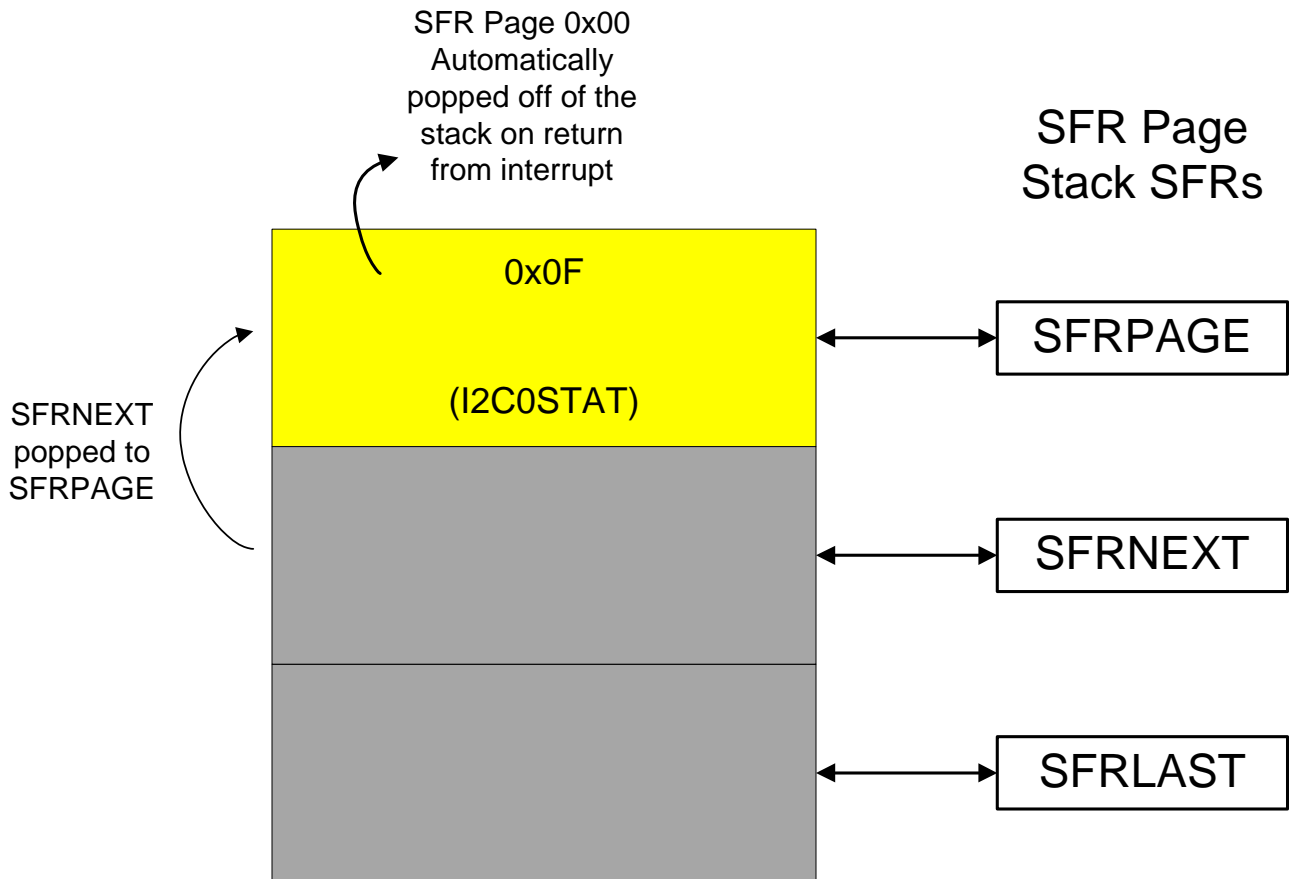 SFR Page 0x00
Automatically
popped off of the
stack on return
from interrupt
SFR Page
Stack SFRs
0x0F
(I2C0STAT)
SFRPAGE
SFRNEXT
popped to
SFRPAGE
SFRNEXT
SFRLAST